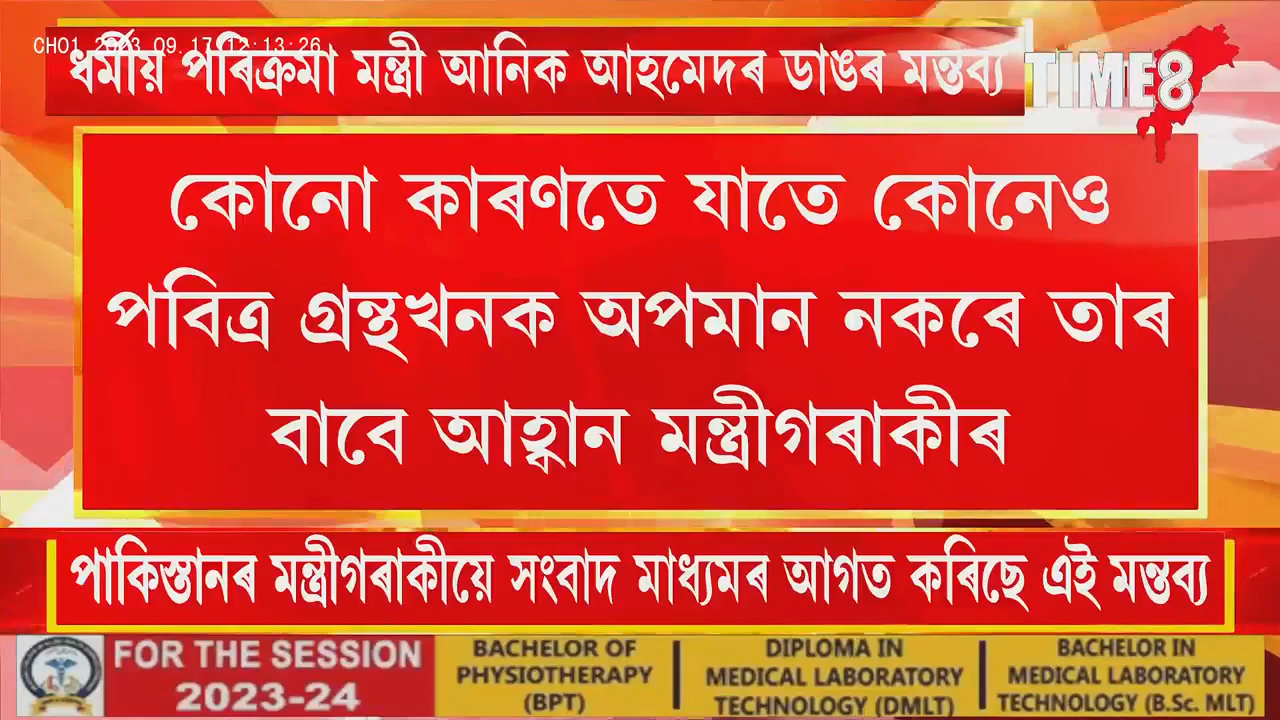 CH01 2023.09.17 12:13:26
ধৰ্মীয় পৰিক্ৰমা মন্ত্ৰী আনিক আহমেদৰ ডাঙৰ মন্তব্য
TIME8
কোনো কাৰণতে যাতে কোনেও
পবিত্ৰ গ্ৰন্থখনক অপমান নকৰে তাৰ
বাবে আহ্বান মন্ত্ৰীগৰাকীৰ
পাকিস্তানৰ মন্ত্ৰীগৰাকীয়ে সংবাদ মাধ্যমৰ আগত কৰিছে এই মন্তব্য
FOR THE SESSION
2023-24
BACHELOR OF
PHYSIOTHERAPY
(BPT)
DIPLOMA IN
MEDICAL LABORATORY
TECHNOLOGY (DMLT)
BACHELOR IN
MEDICAL LABORATORY
TECHNOLOGY (B.Sc. MLT)